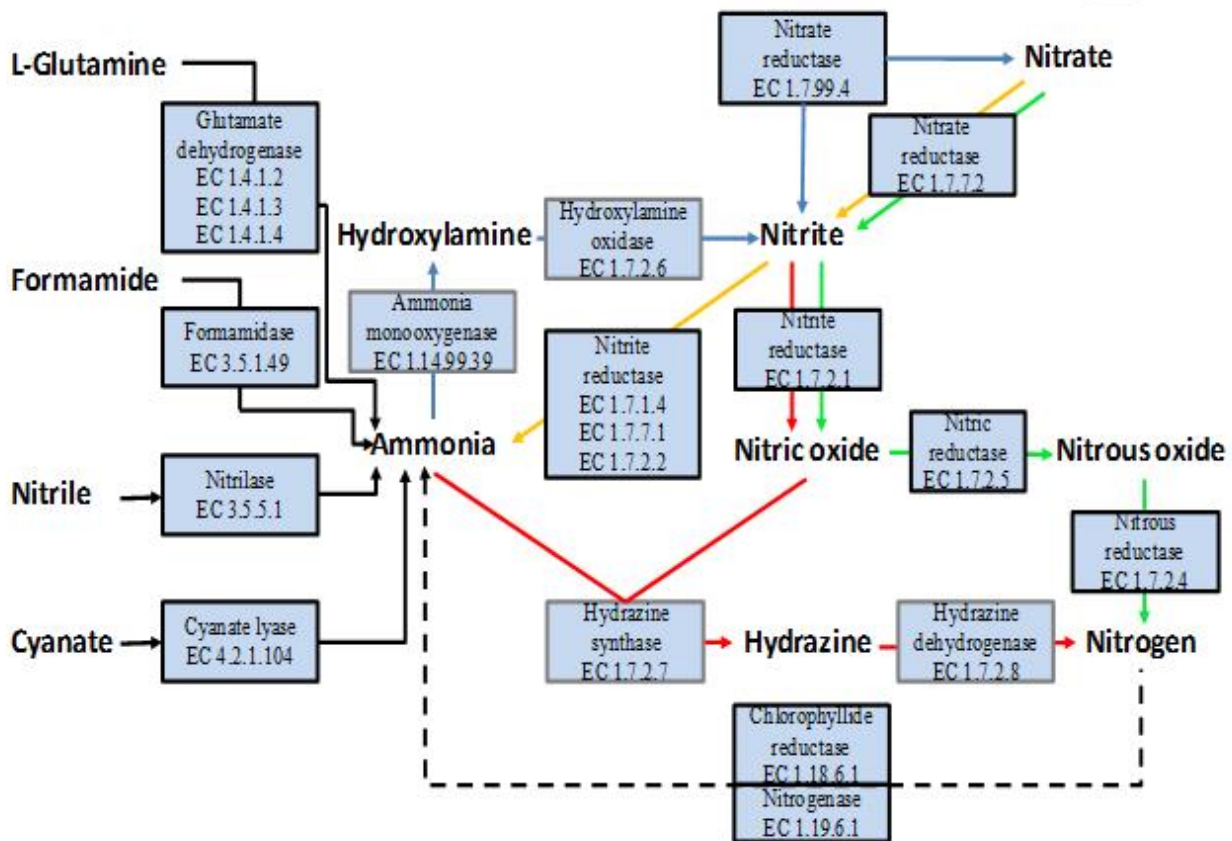 L-Glutamine
Glutamate
dehydrogenase
EC 1.4.1.2
EC 1.4.1.3
EC 1.4.1.4
Formamide
Formamidase
EC 3.5.1.49
Nitrile
Nitrilase
EC 3.5.5.1
Cyanate
Cyanate lyase
EC 4.2.1.104
Hydroxylamine
Ammonia
monooxygenase
EC 1.14.99.39
Ammonia
Hydroxylamine
oxidase
EC 1.7.2.6
Nitrate
reductase
EC 1.7.99.4
Nitrate
Nitrate
reductase
EC 1.7.7.2
Nitrite
Nitrite
reductase
EC 1.7.1.4
EC 1.7.7.1
EC 1.7.2.2
Nitrite
reductase
EC 1.7.2.1
Nitric oxide
Nitric
reductase
EC 1.7.2.5
Nitrous oxide
Nitrous
reductase
EC 1.7.2.4
Hydrazine
synthase
EC 1.7.2.7
Hydrazine
Hydrazine
dehydrogenase
EC 1.7.2.8
Nitrogen
Chlorophyllide
reductase
EC 1.18.6.1
Nitrogenase
EC 1.19.6.1